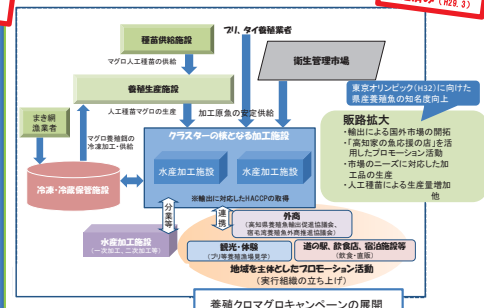 済み（H29.3）
種苗供給施設
ブリ、タイ養殖業者
マグロ人工種苗の供給
衛生管理市場
養殖生産施設
東京オリンピック(H32)に向けた
県産養殖魚の知名度向上
人工種苗マグロの生産
加工原魚の安定供給
まき網
漁業者
マグロ養殖餌の
冷凍加工・供給
クラスターの核となる加工施設
水産加工施設
水産加工施設
※輸出に対応したHACCPの取得
冷凍・冷蔵保管施設
販路拡大
・輸出による国外市場の開拓
・「高知家の魚応援の店」を活
用したプロモーション活動
・市場のニーズに対応した加
工品の生産
・人工種苗による生産量増加
他
分業等
連携
水産加工施設
（一次加工、二次加工等）
外商
（高知県養殖魚輸出促進協議会、
宿毛湾養殖魚外商推進協議会）
観光・体験
（ブリ等養殖漁場見学）
道の駅、飲食店、宿泊施設等
（飲食・直販）
地域を主体としたプロモーション活動
（実行組織の立ち上げ）
養殖クロマグロキャンペーンの展開